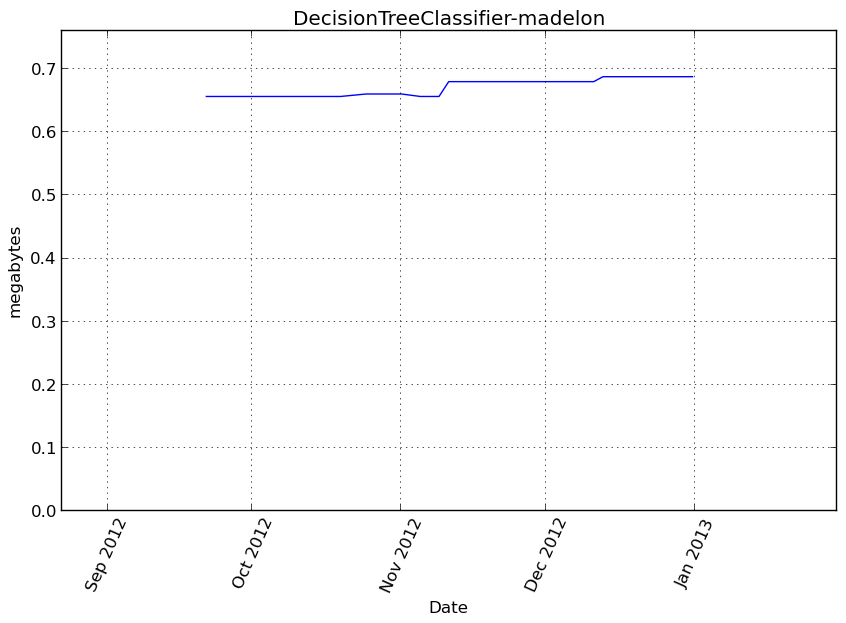 DecisionTreeClassifier-madelon
0.7
0.6
0.5
0.4
0.3
0.2
0.1
0.0
megabytes
Sep 2012
Oct 2012
Nov 2012
Dec 2012
Jan 2013
Date